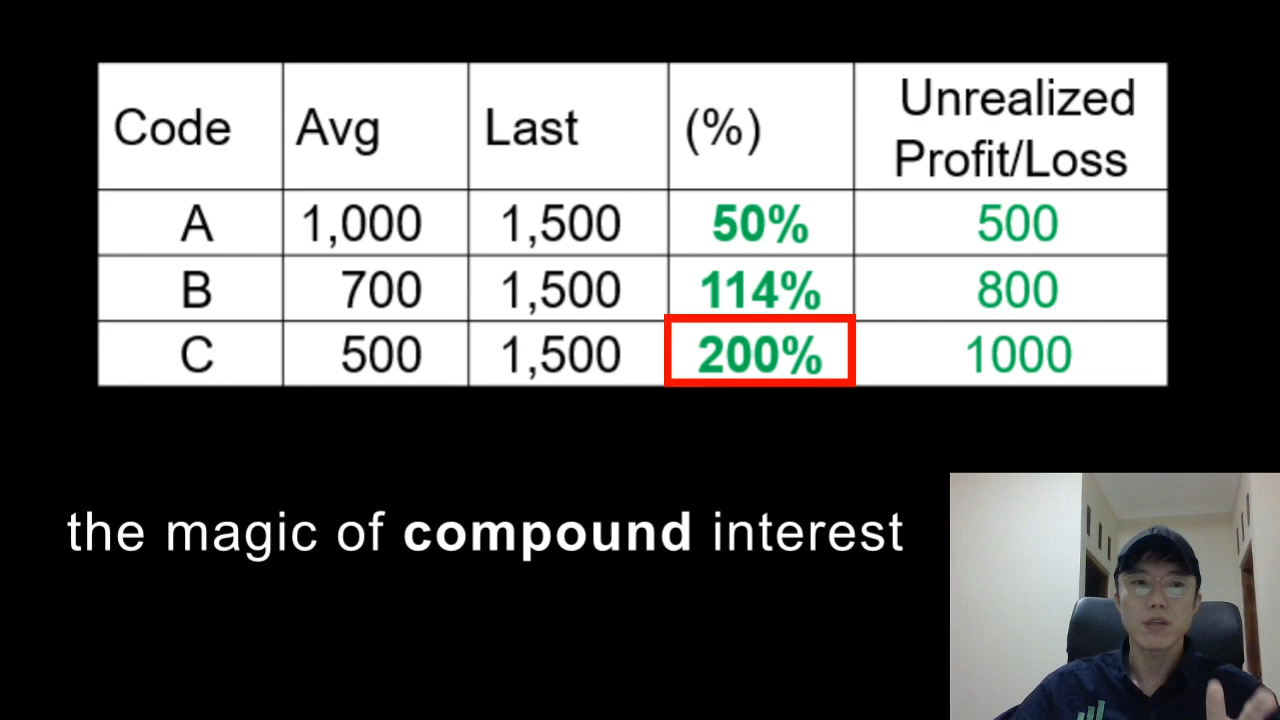 Code Avg Last (%) Unrealized Profit/Loss
A 1,000 1,500 50% 500
B 700 1,500 114% 800
C 500 1,500 200% 1000
the magic of compound interest